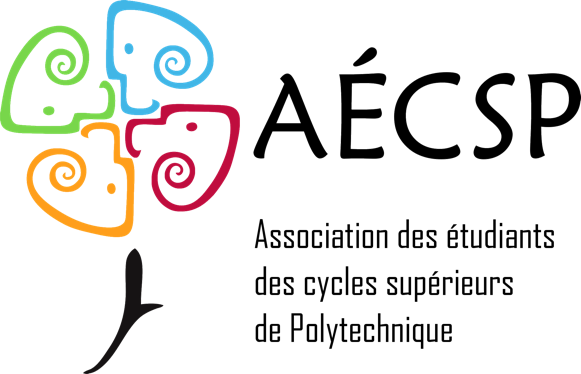 AÉCSP
Association des étudiants
des cycles supérieurs
de Polytechnique